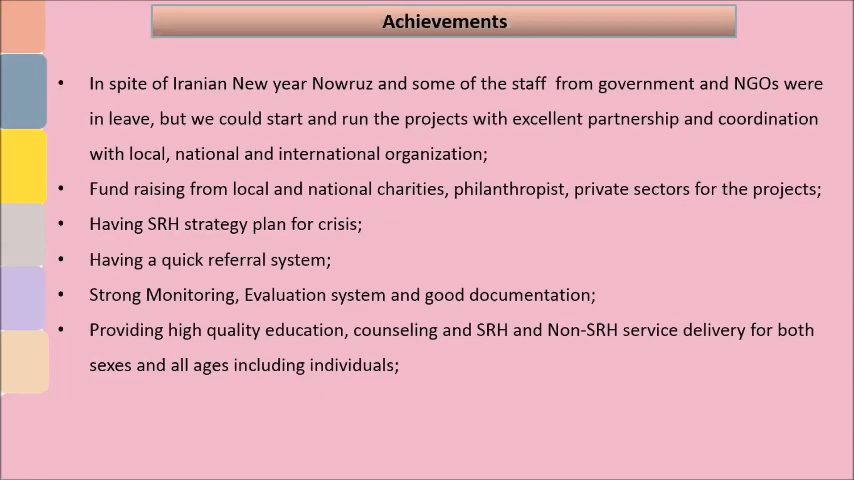 Achievements
• In spite of Iranian New year Nowruz and some of the staff from government and NGOs were
in leave, but we could start and run the projects with excellent partnership and coordination
with local, national and international organization;
• Fund raising from local and national charities, philanthropist, private sectors for the projects;
• Having SRH strategy plan for crisis;
• Having a quick referral system;
• Strong Monitoring, Evaluation system and good documentation;
• Providing high quality education, counseling and SRH and Non-SRH service delivery for both
sexes and all ages including individuals;